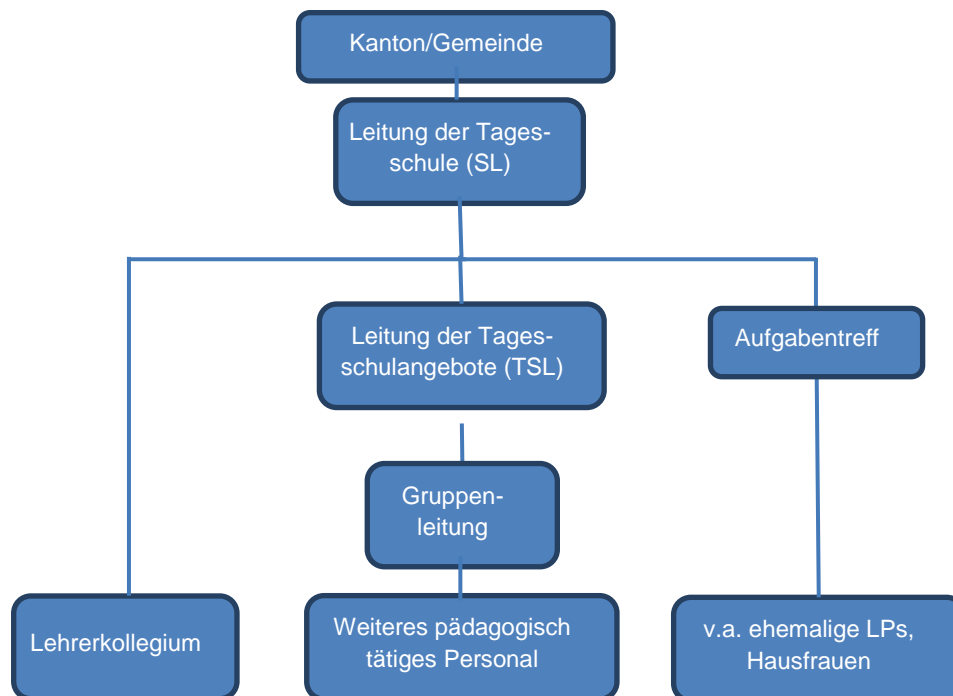 Kanton/Gemeinde
Leitung der Tages-
schule (SL)
Leitung der Tages-
schulangebote (TSL)
Aufgabentreff
Gruppen-
leitung
Lehrerkollegium
Weiteres pädagogisch
tätiges Personal
v.a. ehemalige LPs,
Hausfrauen